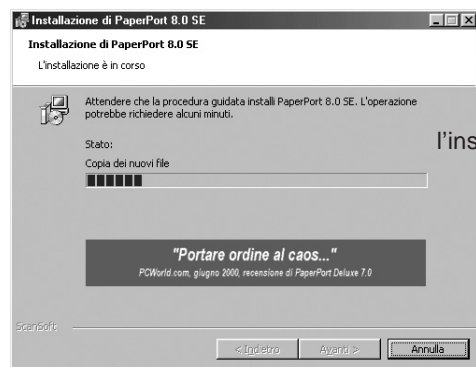 Installazione di PaperPort 8.0 SE
Installazione di PaperPort 8.0 SE
L'installazione è in corso
Attendere che la procedura guidata installi PaperPort 8.0 SE. L'operazione
potrebbe richiedere alcuni minuti.
Stato:
l'ins
Copia dei nuovi file
"Portare ordine al caos..."
PCWorld.com, giugno 2000, recensione di PaperPort Deluxe 7.0
ScanSoft
< Indietro Avanti > Annulla